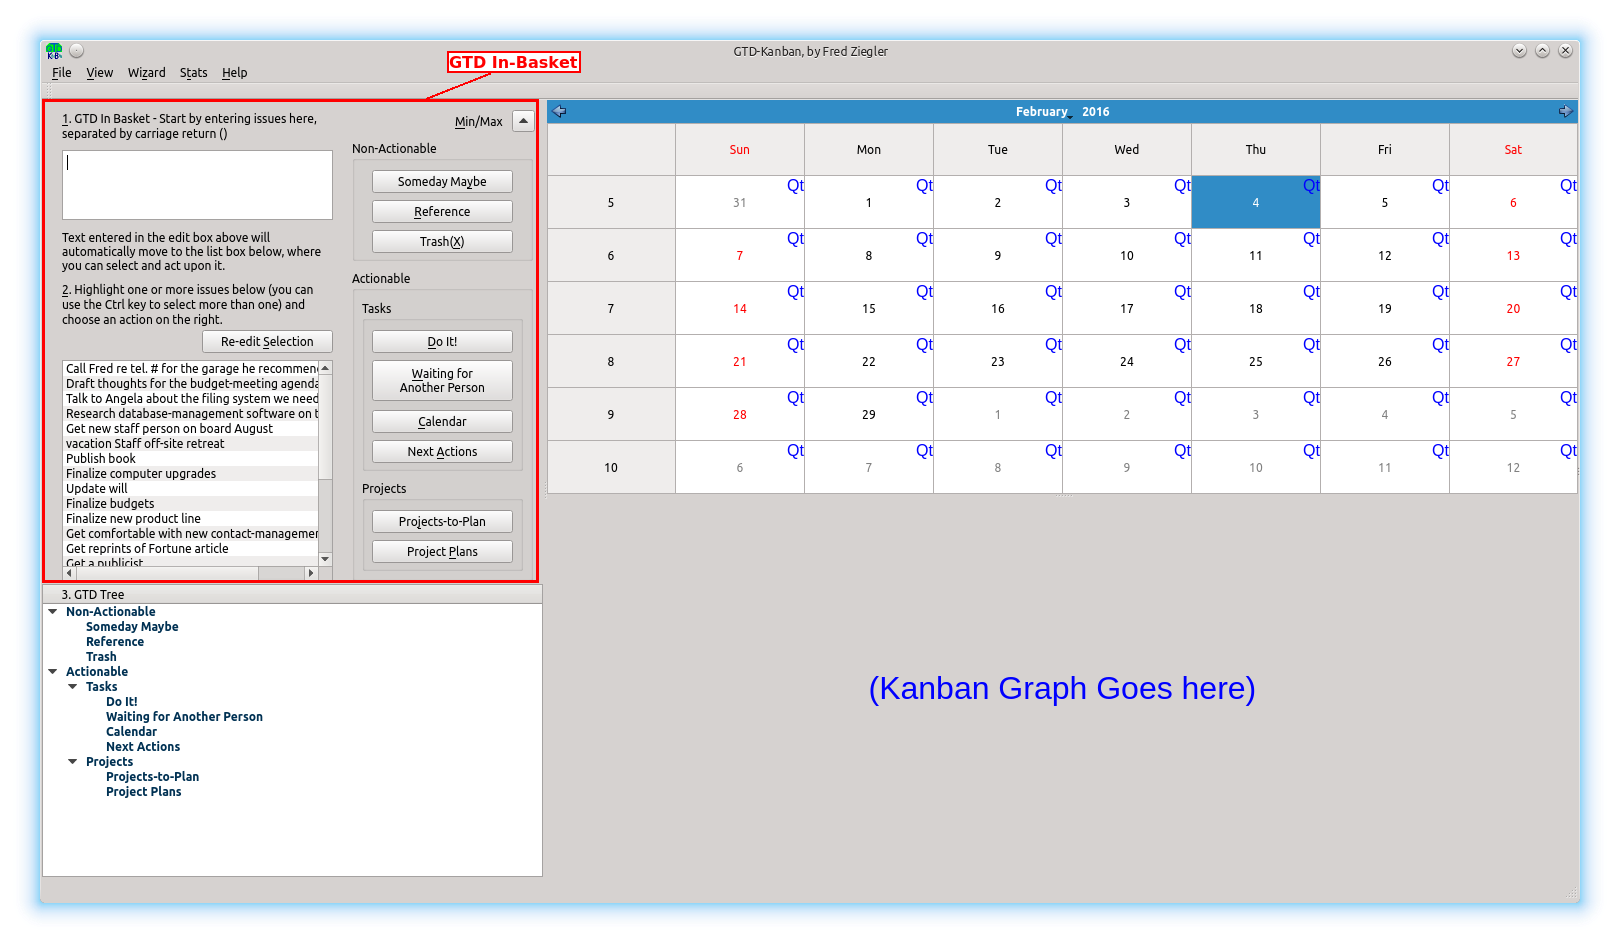 GTD
K-B
GTD-Kanban, by Fred Ziegler
File View Wizard Stats Help
GTD In-Basket
1. GTD In Basket - Start by entering issues here,
separated by carriage return ()
Min/Max
Text entered in the edit box above will
automatically move to the list box below, where
you can select and act upon it.
2. Highlight one or more issues below (you can
use the Ctrl key to select more than one) and
choose an action on the right.
Re-edit Selection
Call Fred re tel. # for the garage he recommen
Draft thoughts for the budget-meeting agenda
Talk to Angela about the filing system we need
Research database-management software on t
Get new staff person on board August
vacation Staff off-site retreat
Publish book
Finalize computer upgrades
Update will
Finalize budgets
Finalize new product line
Get comfortable with new contact-managemer
Get reprints of Fortune article
Get a publicist
Non-Actionable
Someday Maybe
Reference
Trash(X)
Actionable
Tasks
Do It!
Waiting for
Another Person
Calendar
Next Actions
Projects
Projects-to-Plan
Project Plans
3. GTD Tree
Non-Actionable
Someday Maybe
Reference
Trash
Actionable
Tasks
Do It!
Waiting for Another Person
Calendar
Next Actions
Projects
Projects-to-Plan
Project Plans
February 2016
Sun Mon Tue Wed Thu Fri Sat
Qt Qt Qt Qt Qt Qt Qt
5 31 1 2 3 4 5 6
Qt Qt Qt Qt Qt Qt Qt
6 7 8 9 10 11 12 13
Qt Qt Qt Qt Qt Qt Qt
7 14 15 16 17 18 19 20
Qt Qt Qt Qt Qt Qt Qt
8 21 22 23 24 25 26 27
Qt Qt Qt Qt Qt Qt Qt
9 28 29 1 2 3 4 5
Qt Qt Qt Qt Qt Qt Qt
10 6 7 8 9 10 11 12
(Kanban Graph Goes here)